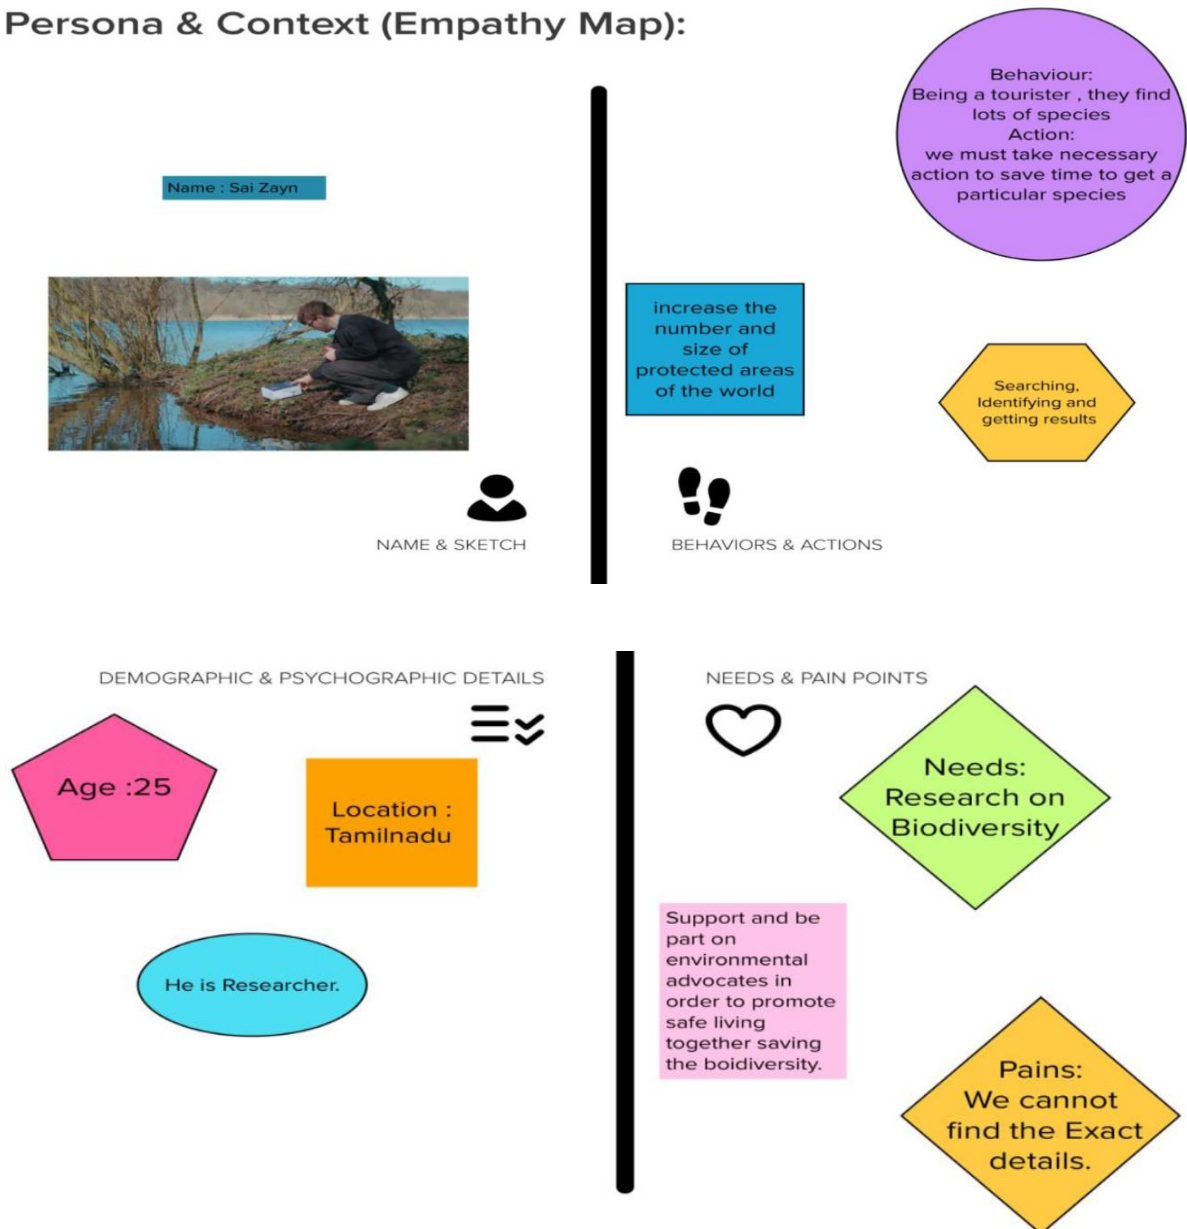 Persona & Context (Empathy Map):
Name : Sai Zayn
NAME & SKETCH
Behaviour:
Being a tourister , they find
lots of species
Action:
we must take necessary
action to save time to get a
particular species
increase the
number and
size of
protected areas
of the world
Searching,
Identifying and
getting results
BEHAVIORS & ACTIONS
DEMOGRAPHIC & PSYCHOGRAPHIC DETAILS
Age :25
Location :
Tamilnadu
He is Researcher.
NEEDS & PAIN POINTS
Needs:
Research on
Biodiversity
Support and be
part on
environmental
advocates in
order to promote
safe living
together saving
the boidiversity.
Pains:
We cannot
find the Exact
details.